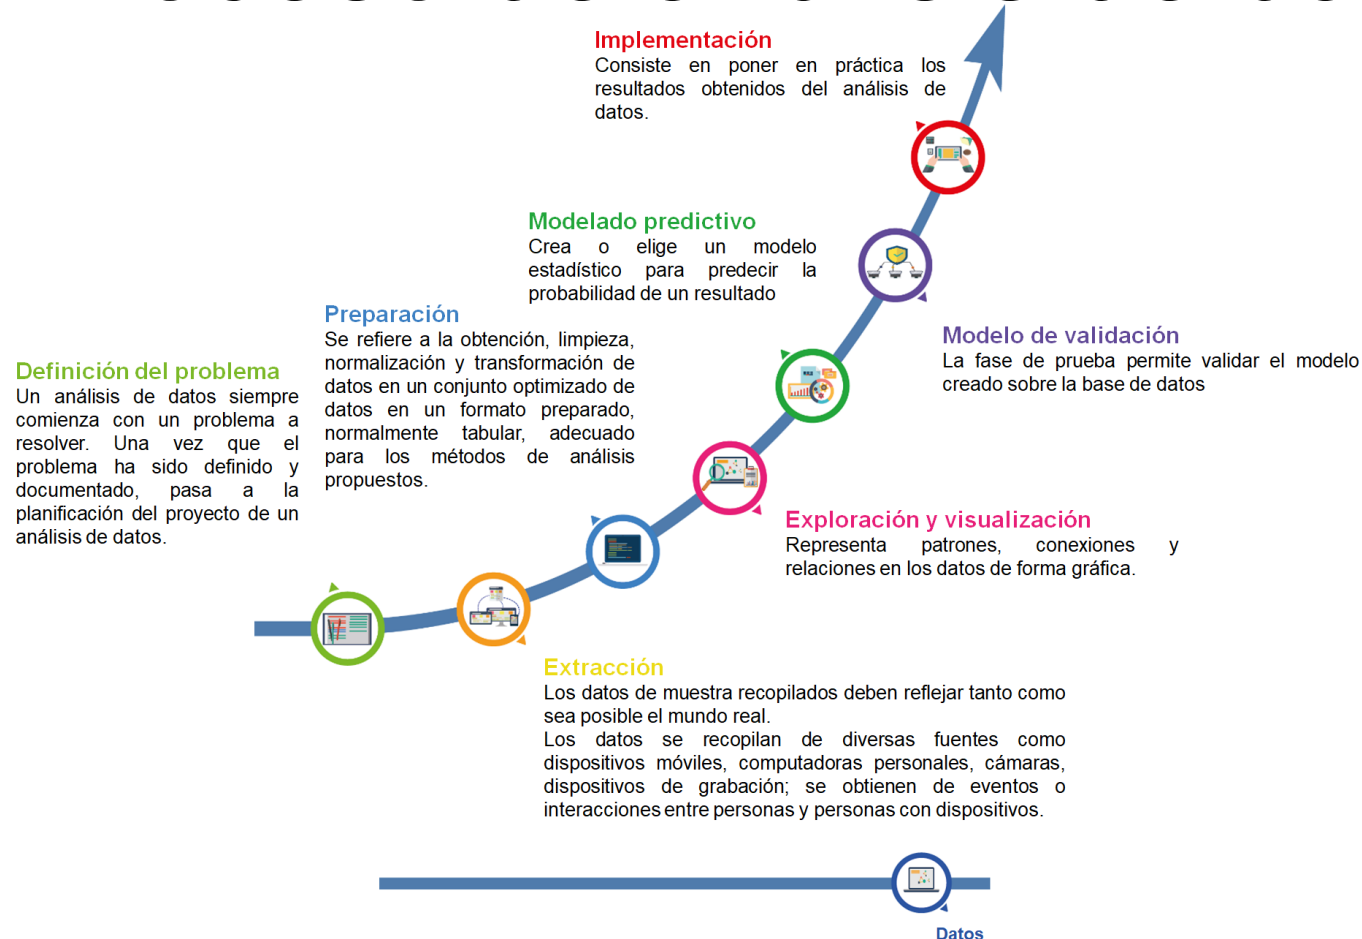 Implementación
Consiste en poner en práctica los
resultados obtenidos del análisis de
datos.
Modelado predictivo
Crea o elige un modelo
estadístico para predecir la
probabilidad de un resultado
Preparación
Se refiere a la obtención, limpieza,
normalización y transformación de
datos en un conjunto optimizado de
datos en un formato preparado,
normalmente tabular, adecuado
para los métodos de análisis
propuestos.
Definición del problema
Un análisis de datos siempre
comienza con un problema a
resolver. Una vez que el
problema ha sido definido y
documentado, pasa a la
planificación del proyecto de un
análisis de datos.
Modelo de validación
La fase de prueba permite validar el modelo
creado sobre la base de datos
Exploración y visualización
Representa patrones, conexiones y
relaciones en los datos de forma gráfica.
Extracción
Los datos de muestra recopilados deben reflejar tanto como
sea posible el mundo real.
Los datos se recopilan de diversas fuentes como
dispositivos móviles, computadoras personales, cámaras,
dispositivos de grabación; se obtienen de eventos o
interacciones entre personas y personas con dispositivos.
Datos